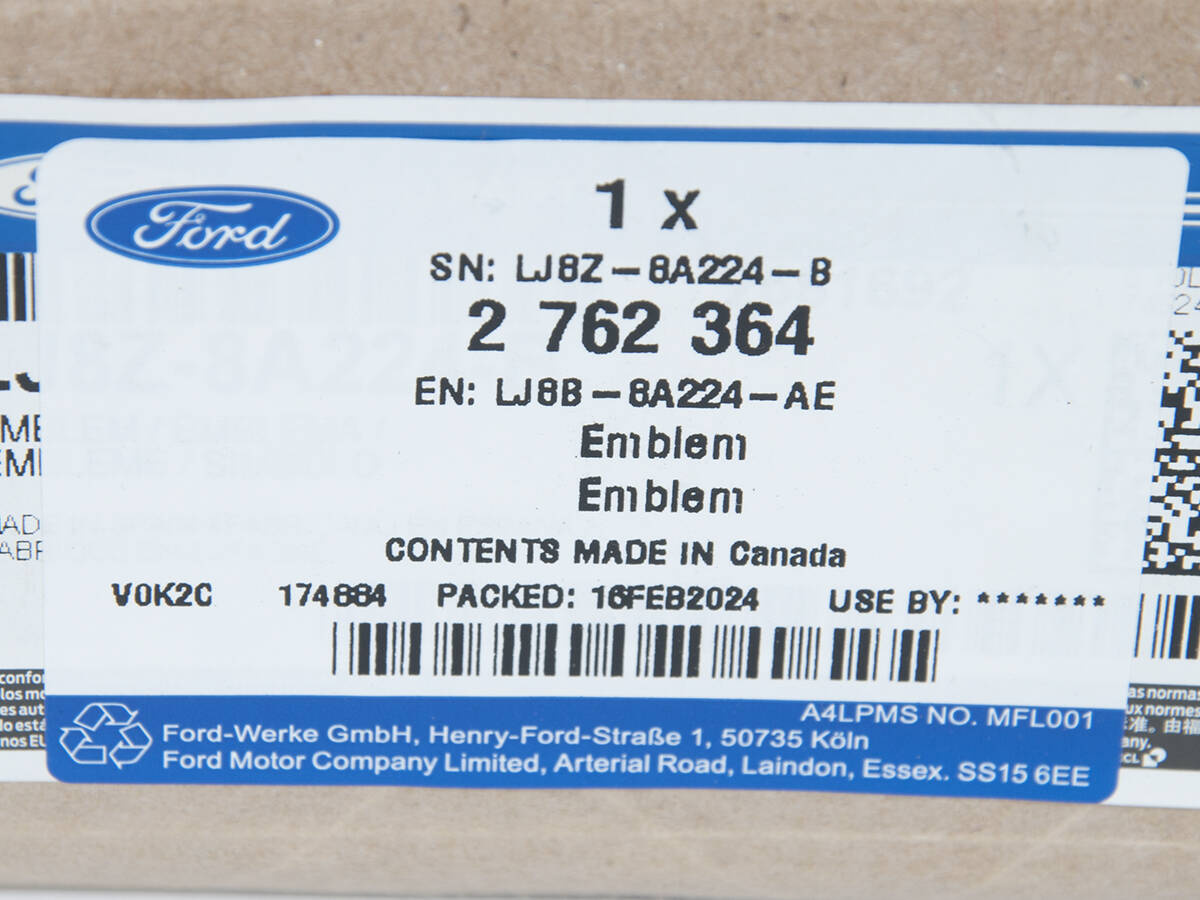 Ford
1 x
SN: LJ8Z-8A224-B
2 762 364
EN: LJ8B-8A224-AE
Emblem
Emblem
CONTENTS MADE IN Canada
V0K2C 174884 PACKED: 16FEB2024 USE BY: *******
A4LPMS NO. MFL001
Ford-Werke GmbH, Henry-Ford-Straße 1, 50735 Köln
Ford Motor Company Limited, Arterial Road, Laindon, Essex. SS15 6EE